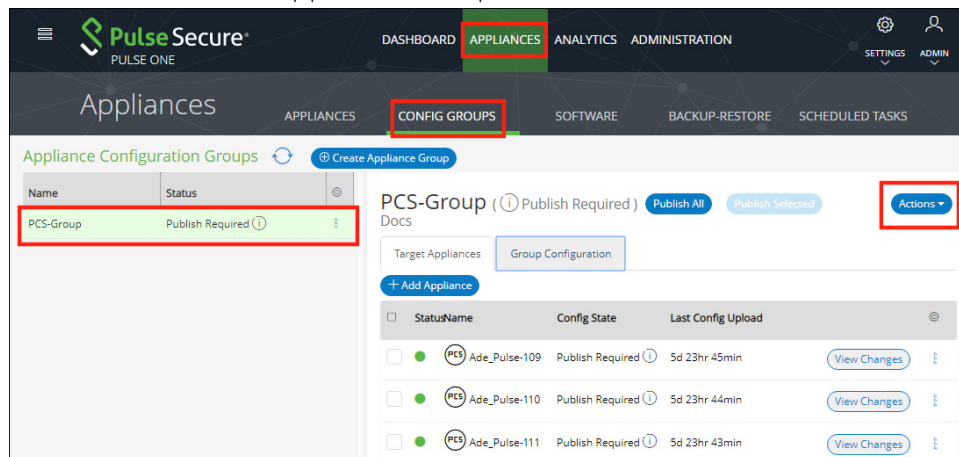 Pulse Secure®
PULSE ONE
DASHBOARD APPLIANCES ANALYTICS ADMINISTRATION
SETTINGS ADMIN
Appliances
APPLIANCES CONFIG GROUPS SOFTWARE BACKUP-RESTORE SCHEDULED TASKS
Appliance Configuration Groups Create Appliance Group
Name Status
PCS-Group Publish Required
PCS-Group ( Publish Required ) Publish All Publish Selected Actions
Docs
Target Appliances Group Configuration
+ Add Appliance
Status Name Config State Last Config Upload
PCS Ade_Pulse-109 Publish Required 5d 23hr 45min View Changes
PCS Ade_Pulse-110 Publish Required 5d 23hr 44min View Changes
PCS Ade_Pulse-111 Publish Required 5d 23hr 43min View Changes